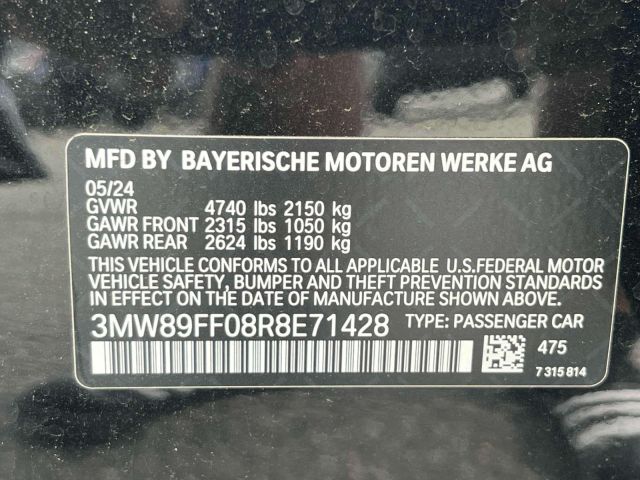 MFD BY BAYERISCHE MOTOREN WERKE AG
05/24
GVWR 4740 lbs 2150 kg
GAWR FRONT 2315 lbs 1050 kg
GAWR REAR 2624 lbs 1190 kg
THIS VEHICLE CONFORMS TO ALL APPLICABLE U.S.FEDERAL MOTOR
VEHICLE SAFETY, BUMPER AND THEFT PREVENTION STANDARDS
IN EFFECT ON THE DATE OF MANUFACTURE SHOWN ABOVE.
3MW89FF08R8E71428 TYPE: PASSENGER CAR
475
7 315 814